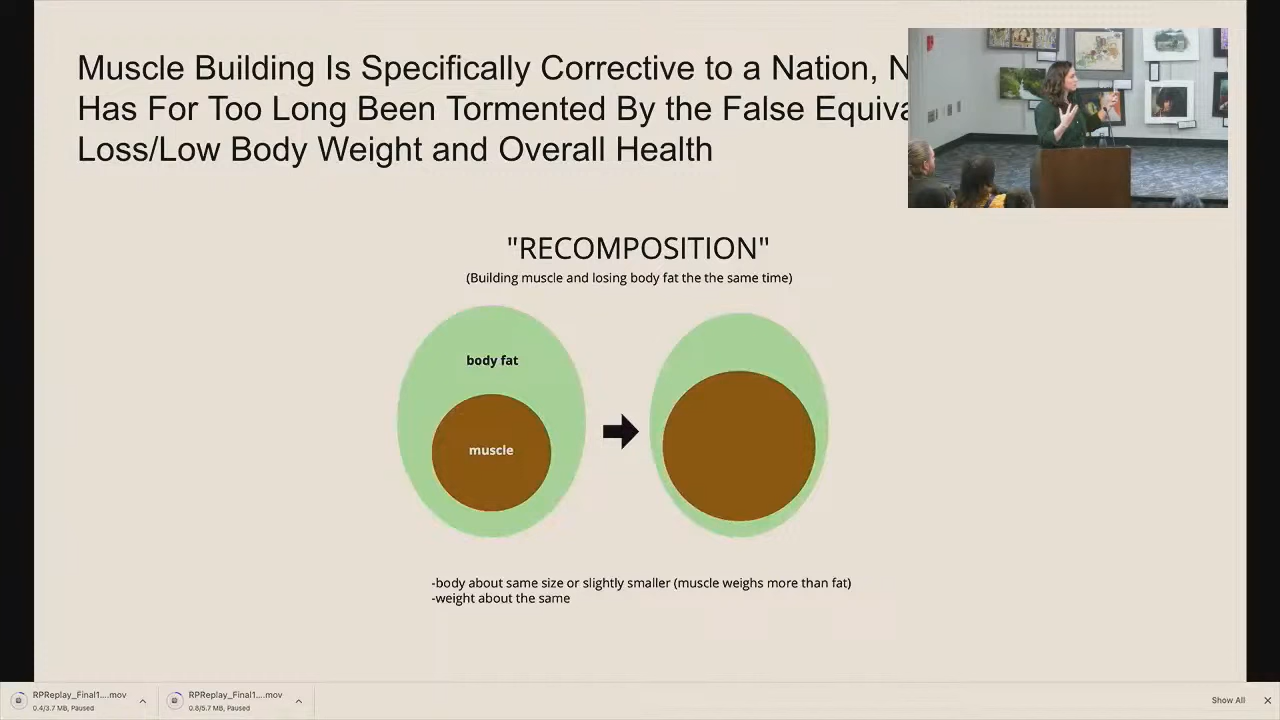 Muscle Building Is Specifically Corrective to a Nation, N
Has For Too Long Been Tormented By the False Equiva
Loss/Low Body Weight and Overall Health
"RECOMPOSITION"
(Building muscle and losing body fat the the same time)
body fat
muscle
-body about same size or slightly smaller (muscle weighs more than fat)
-weight about the same
RPReplay_Final1....mov
0.4/3.7 MB, Paused
RPReplay_Final1....mov
0.8/5.7 MB, Paused
Show All